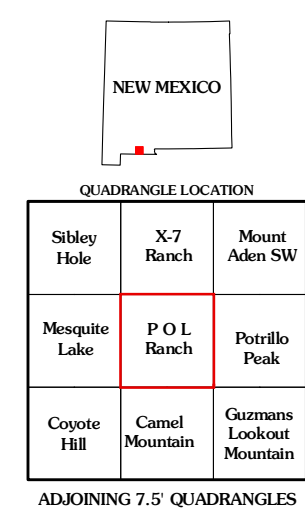 NEW MEXICO
QUADRANGLE LOCATION
Sibley
Hole
X-7
Ranch
Mount
Aden SW
Mesquite
Lake
P O L
Ranch
Potrillo
Peak
Coyote
Hill
Camel
Mountain
Guzmans
Lookout
Mountain
ADJOINING 7.5' QUADRANGLES